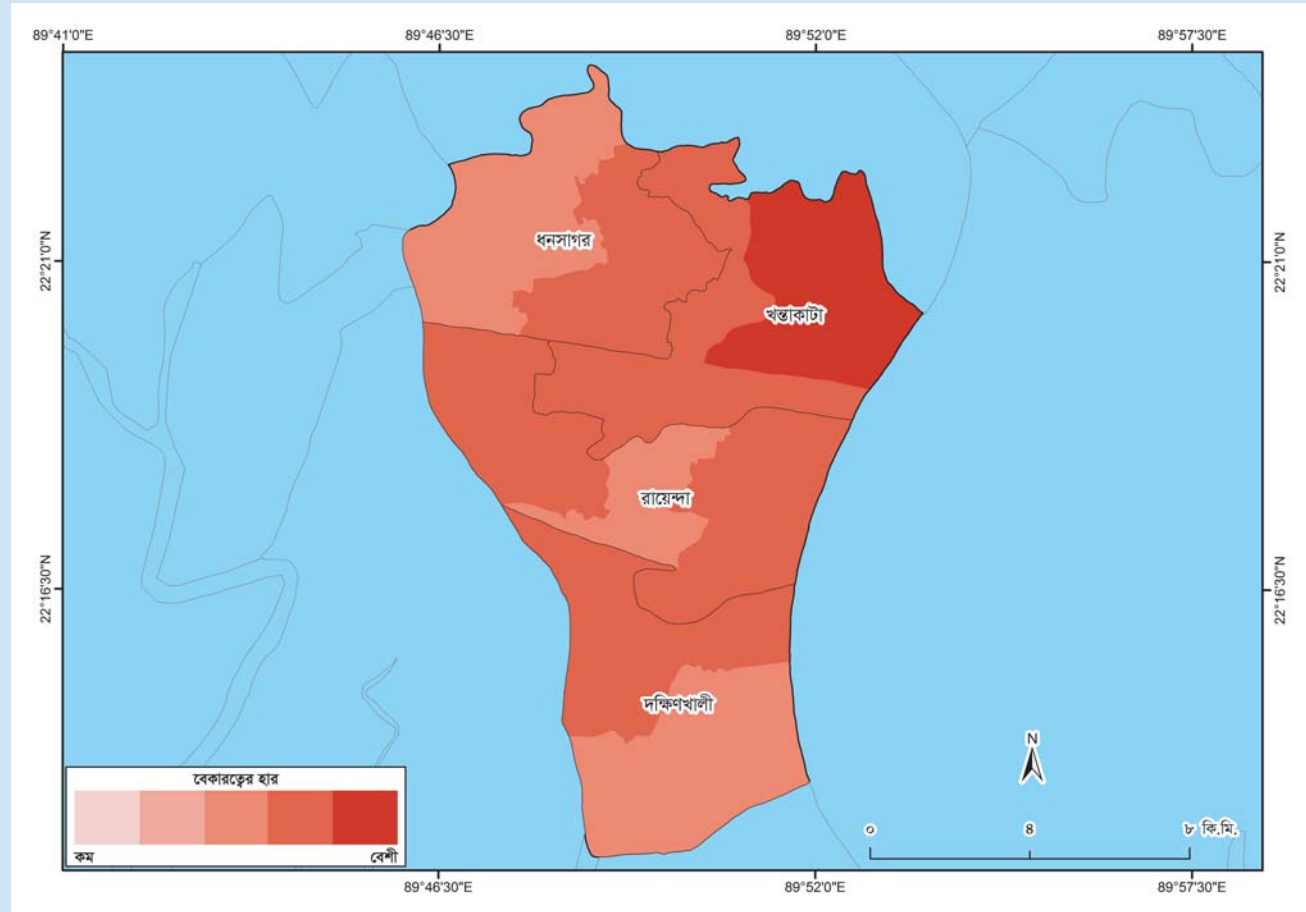 89°41'0"E 89°46'30"E 89°52'0"E 89°57'30"E
22°21'0"N 22°21'0"N
ধনসাগর
খন্তাকাটা
রায়েন্দা
22°16'30"N 22°16'30"N
দক্ষিণখালী
N
বেকারত্বের হার
কম বেশী
০ ৪ ৮ কি.মি.
89°46'30"E 89°52'0"E 89°57'30"E